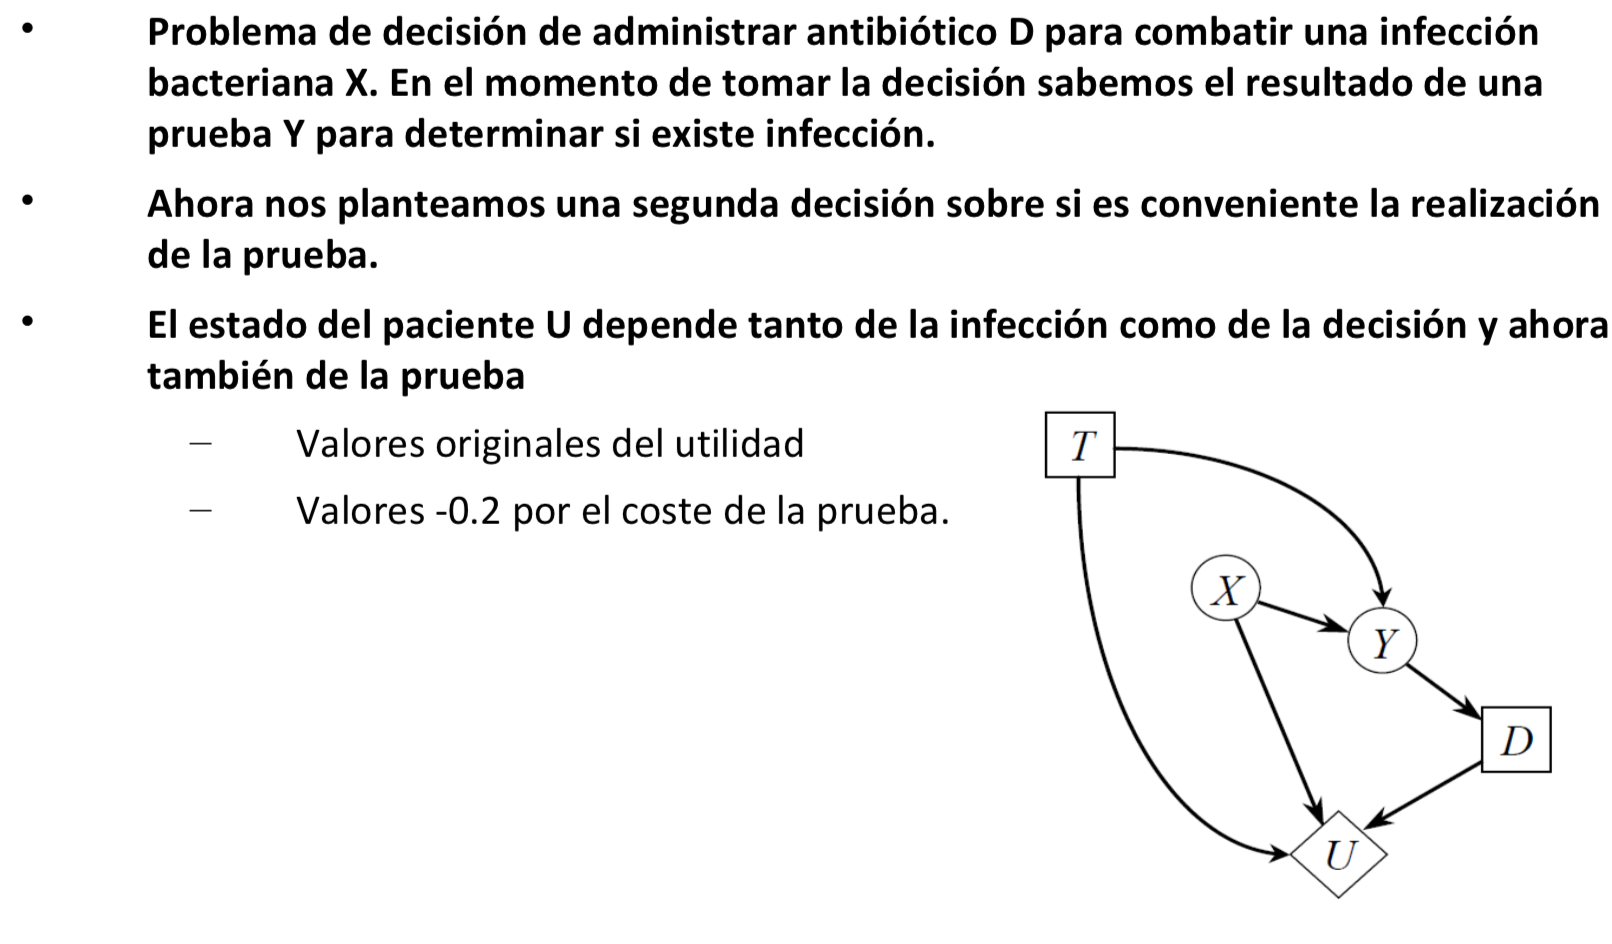 • Problema de decisión de administrar antibiótico D para combatir una infección
bacteriana X. En el momento de tomar la decisión sabemos el resultado de una
prueba Y para determinar si existe infección.
• Ahora nos planteamos una segunda decisión sobre si es conveniente la realización
de la prueba.
• El estado del paciente U depende tanto de la infección como de la decisión y ahora
también de la prueba
– Valores originales del utilidad
– Valores -0.2 por el coste de la prueba.
T
X
Y
D
U